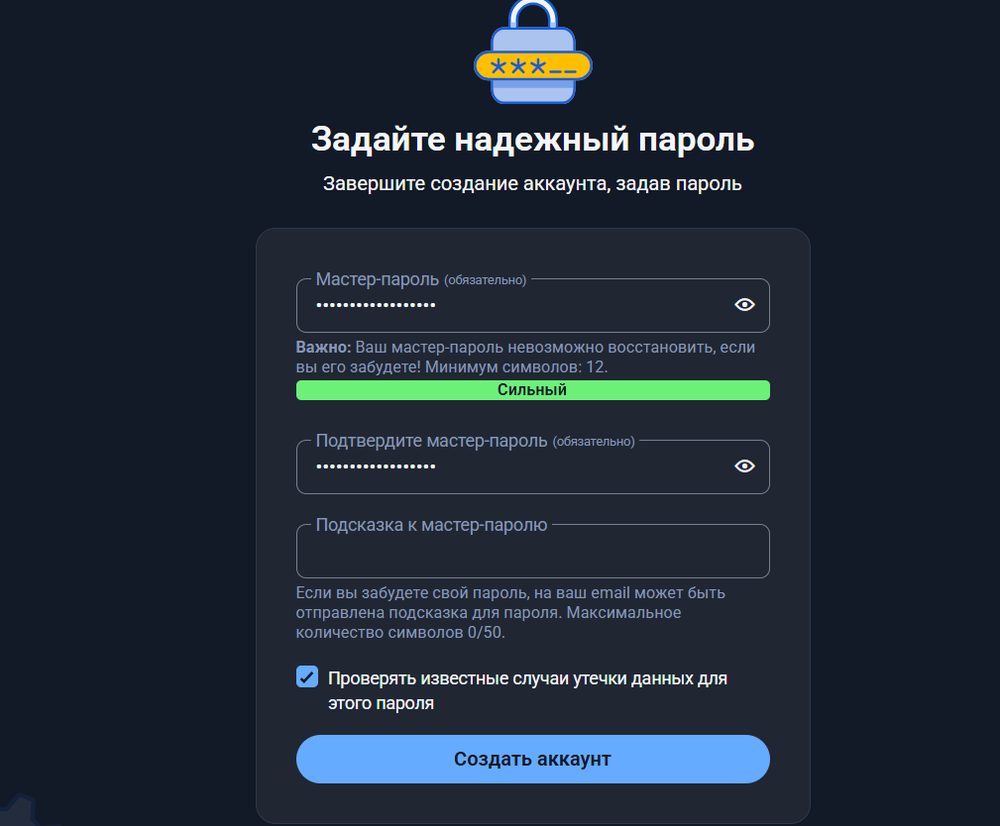 ***__
Задайте надежный пароль
Завершите создание аккаунта, задав пароль
Мастер-пароль (обязательно)
••••••••••••••••••
Важно: Ваш мастер-пароль невозможно восстановить, если
вы его забудете! Минимум символов: 12.
Сильный
Подтвердите мастер-пароль (обязательно)
••••••••••••••••••
Подсказка к мастер-паролю
Если вы забудете свой пароль, на ваш email может быть
отправлена подсказка для пароля. Максимальное
количество символов 0/50.
Проверять известные случаи утечки данных для
этого пароля
Создать аккаунт